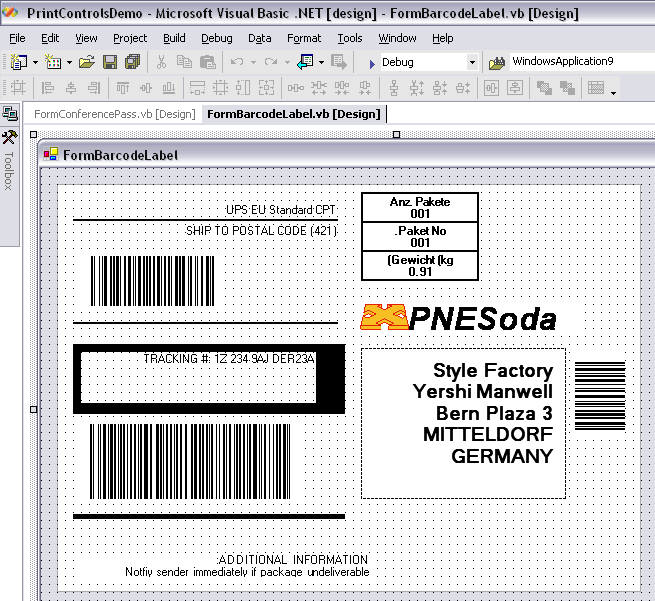 PrintControlsDemo - Microsoft Visual Basic .NET [design] - FormBarcodeLabel.vb [Design]
File Edit View Project Build Debug Data Format Tools Window Help
Debug WindowsApplication9
FormConferencePass.vb [Design] FormBarcodeLabel.vb [Design]
Toolbox
FormBarcodeLabel
UPS EU Standard CPT
SHIP TO POSTAL CODE (421)
Anz. Pakete
001
.Paket No
001
(Gewicht (kg
0.91
PNESoda
TRACKING #: 1Z 234 9AJ DER23A
Style Factory
Yershi Manwell
Bern Plaza 3
MITTELDORF
GERMANY
:ADDITIONAL INFORMATION
Notfiy sender immediately if package undeliverable